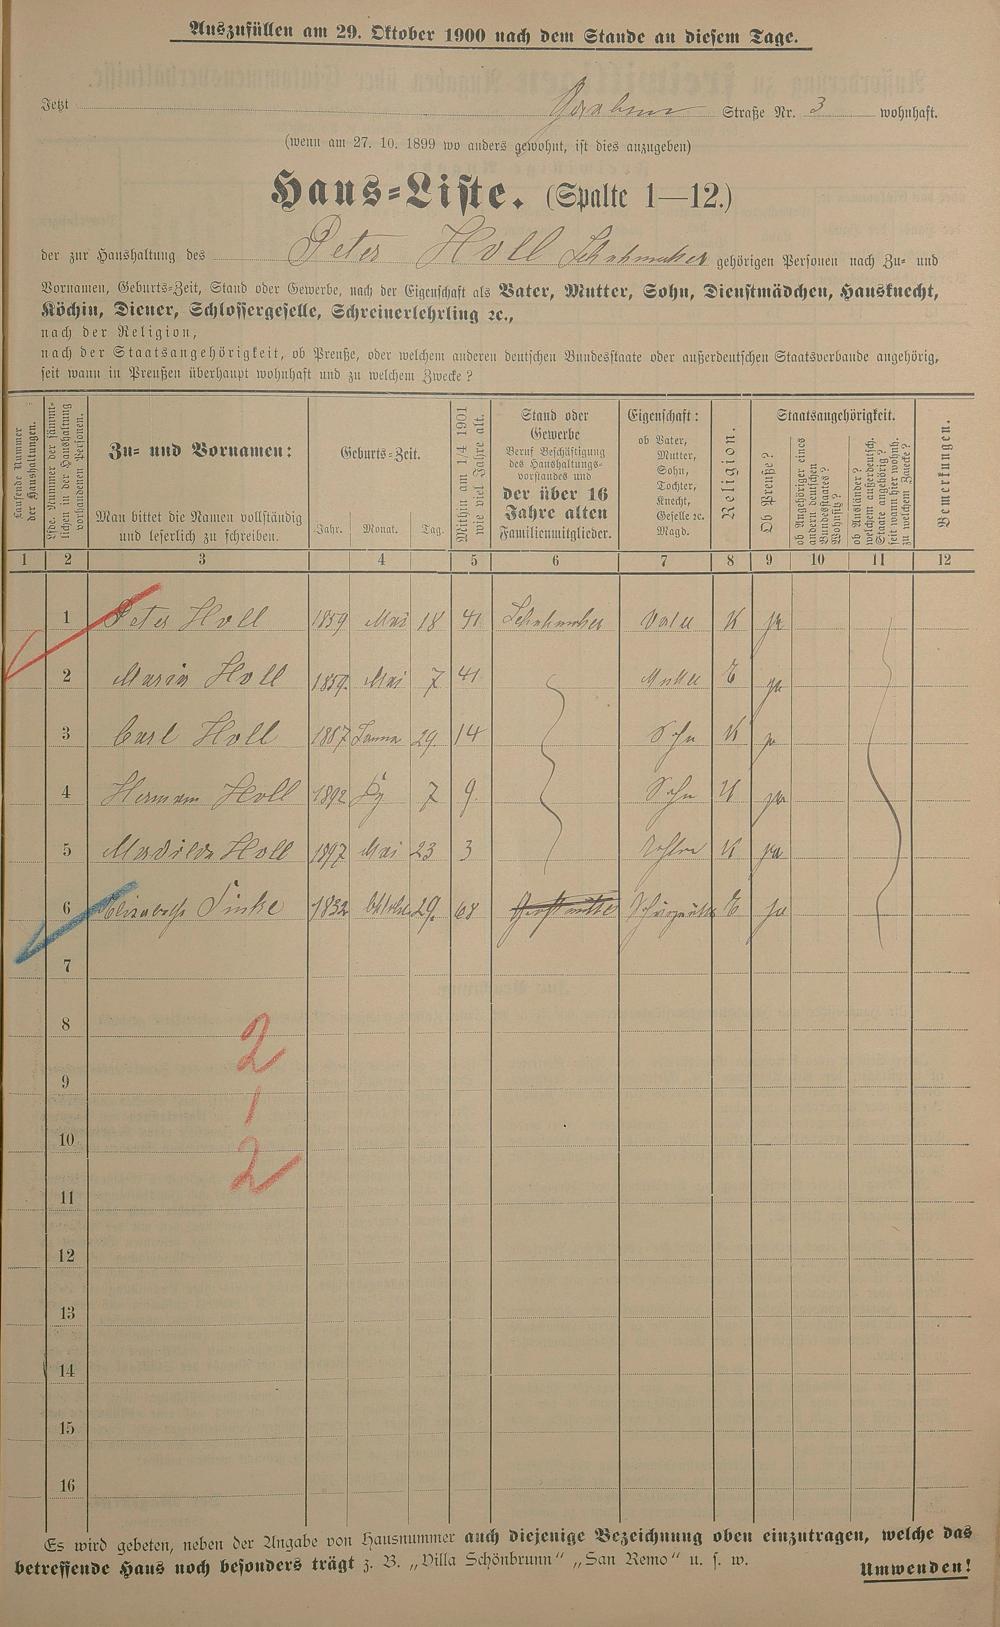 Auszufüllen am 29. Oktober 1900 nach dem Stande an diesem Tage.
Jetzt Graben Straße Nr. 3 wohnhaft.
(wenn am 27. 10. 1899 wo anders gewohnt, ist dies anzugeben)
Haus-Liste. (Spalte 1—12.)
der zur Haushaltung des Peter Holl Schuhmacher gehörigen Personen nach Zu- und
Vornamen, Geburts-Zeit, Stand oder Gewerbe, nach der Eigenschaft als Vater, Mutter, Sohn, Dienstmädchen, Hausknecht,
Köchin, Diener, Schlossergeselle, Schreinerlehrling ꝛc.,
nach der Religion,
nach der Staatsangehörigkeit, ob Preuße, oder welchem anderen deutschen Bundesstaate oder außerdeutschen Staatsverbande angehörig,
seit wann in Preußen überhaupt wohnhaft und zu welchem Zwecke?
Laufende Nummer der Haushaltungen.
Lfde. Nummer der sämmtlichen in der Haushaltung vorhandenen Personen.
Zu- und Vornamen:
Man bittet die Namen vollständig
und leserlich zu schreiben.
Geburts-Zeit.
Jahr. Monat. Tag.
Mithin am 1/4 1901 wie viel Jahre alt.
Stand oder
Gewerbe
Beruf Beschäftigung
des Haushaltungs-
vorstandes und
der über 16
Jahre alten
Familienmitglieder.
Eigenschaft:
ob Vater,
Mutter,
Sohn,
Tochter,
Knecht,
Geselle ꝛc.
Magd.
Religion.
Staatsangehörigkeit.
Ob Preuße?
ob Angehöriger eines andern deutschen Bundesstaates? Wohnsitz?
ob Ausländer? welchem außerdeutsch. Staate angehörig? seit wann hier wohnh. zu welchem Zwecke?
Bemerkungen.
1 2 3 4 5 6 7 8 9 10 11 12
1 Peter Holl 1859 Mai 18 41 Schuhmacher Vater K ja
2 Maria Holl 1859. Mai 7 41 Mutter E ja
3 Carl Holl 1887 Janua 29. 14 Sohn K ja
4 Hermann Holl 1892 7 9. Sohn K ja
5 Mathilda Holl 1897 Mai 23 3 Tochter K ja
6 Elisabeth Finke 1832 Oktober 29. 68 Großmutter E ja
7
8
2
9
1
10
2
11
12
13
14
15
16
Es wird gebeten, neben der Angabe von Hausnummer auch diejenige Bezeichnung oben einzutragen, welche das
betreffende Haus noch besonders trägt z. B. „Villa Schönbrunn“ „San Remo“ u. s. w.
Umwenden!